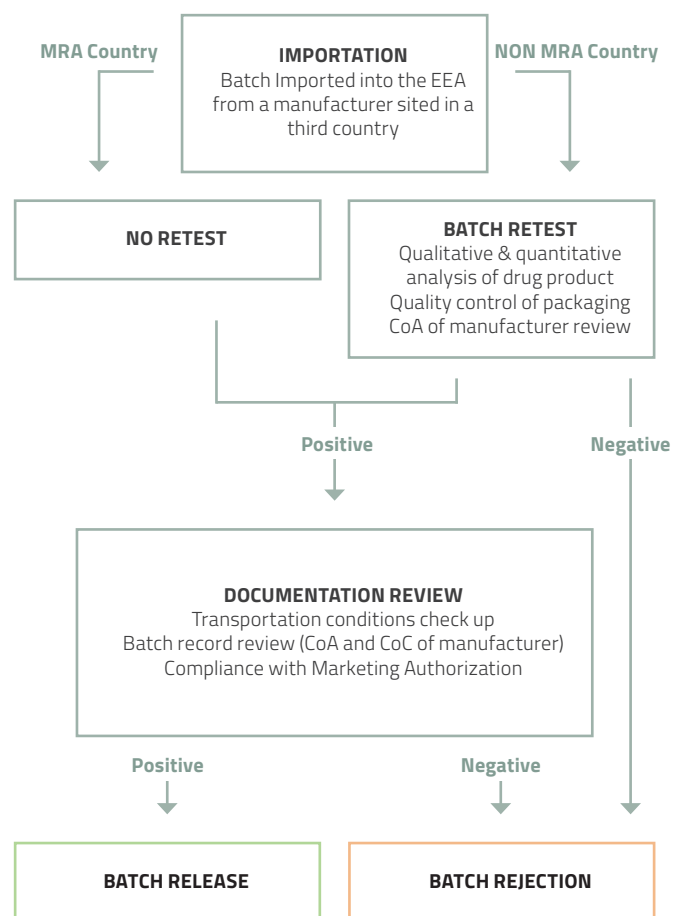 MRA Country
IMPORTATION
Batch Imported into the EEA
from a manufacturer sited in a
third country
NON MRA Country
NO RETEST
BATCH RETEST
Qualitative & quantitative
analysis of drug product
Quality control of packaging
CoA of manufacturer review
Positive
Negative
DOCUMENTATION REVIEW
Transportation conditions check up
Batch record review (CoA and CoC of manufacturer)
Compliance with Marketing Authorization
Positive
Negative
BATCH RELEASE
BATCH REJECTION